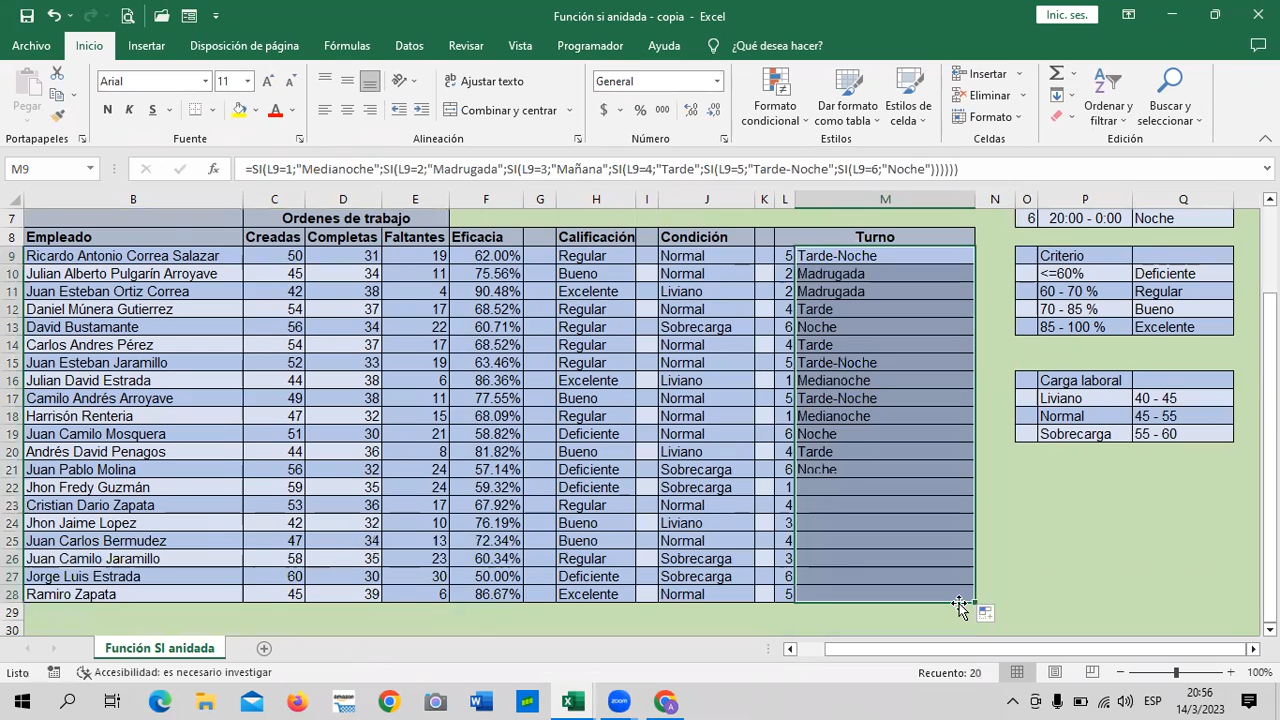 Función si anidada - copia - Excel
Inic. ses.
Archivo Inicio Insertar Disposición de página Fórmulas Datos Revisar Vista Programador Ayuda ¿Qué desea hacer?
Pegar
Arial 11
N K S
Ajustar texto
Combinar y centrar
General
$ % 000
Formato condicional
Dar formato como tabla
Estilos de celda
Insertar
Eliminar
Formato
Ordenar y filtrar
Buscar y seleccionar
Portapapeles Fuente Alineación Número Estilos Celdas Edición
M9 fx =SI(L9=1;"Medianoche";SI(L9=2;"Madrugada";SI(L9=3;"Mañana";SI(L9=4;"Tarde";SI(L9=5;"Tarde-Noche";SI(L9=6;"Noche"))))))
B C D E F G H I J K L M N O P Q
7 Ordenes de trabajo 6 20:00 - 0:00 Noche
8 Empleado Creadas Completas Faltantes Eficacia Calificación Condición Turno
9 Ricardo Antonio Correa Salazar 50 31 19 62.00% Regular Normal 5 Tarde-Noche Criterio
10 Julian Alberto Pulgarín Arroyave 45 34 11 75.56% Bueno Normal 2 Madrugada <=60% Deficiente
11 Juan Esteban Ortiz Correa 42 38 4 90.48% Excelente Liviano 2 Madrugada 60 - 70 % Regular
12 Daniel Múnera Gutierrez 54 37 17 68.52% Regular Normal 4 Tarde 70 - 85 % Bueno
13 David Bustamante 56 34 22 60.71% Regular Sobrecarga 6 Noche 85 - 100 % Excelente
14 Carlos Andres Pérez 54 37 17 68.52% Regular Normal 4 Tarde
15 Juan Esteban Jaramillo 52 33 19 63.46% Regular Normal 5 Tarde-Noche
16 Julian David Estrada 44 38 6 86.36% Excelente Liviano 1 Medianoche Carga laboral
17 Camilo Andrés Arroyave 49 38 11 77.55% Bueno Normal 5 Tarde-Noche Liviano 40 - 45
18 Harrisón Renteria 47 32 15 68.09% Regular Normal 1 Medianoche Normal 45 - 55
19 Juan Camilo Mosquera 51 30 21 58.82% Deficiente Normal 6 Noche Sobrecarga 55 - 60
20 Andrés David Penagos 44 36 8 81.82% Bueno Liviano 4 Tarde
21 Juan Pablo Molina 56 32 24 57.14% Deficiente Sobrecarga 6 Noche
22 Jhon Fredy Guzmán 59 35 24 59.32% Deficiente Sobrecarga 1
23 Cristian Dario Zapata 53 36 17 67.92% Regular Normal 4
24 Jhon Jaime Lopez 42 32 10 76.19% Bueno Liviano 3
25 Juan Carlos Bermudez 47 34 13 72.34% Bueno Normal 4
26 Juan Camilo Jaramillo 58 35 23 60.34% Regular Sobrecarga 3
27 Jorge Luis Estrada 60 30 30 50.00% Deficiente Sobrecarga 6
28 Ramiro Zapata 45 39 6 86.67% Excelente Normal 5
29
30
Función SI anidada
Listo Accesibilidad: es necesario investigar Recuento: 20 100%
amazon zoom ESP 20:56
14/3/2023